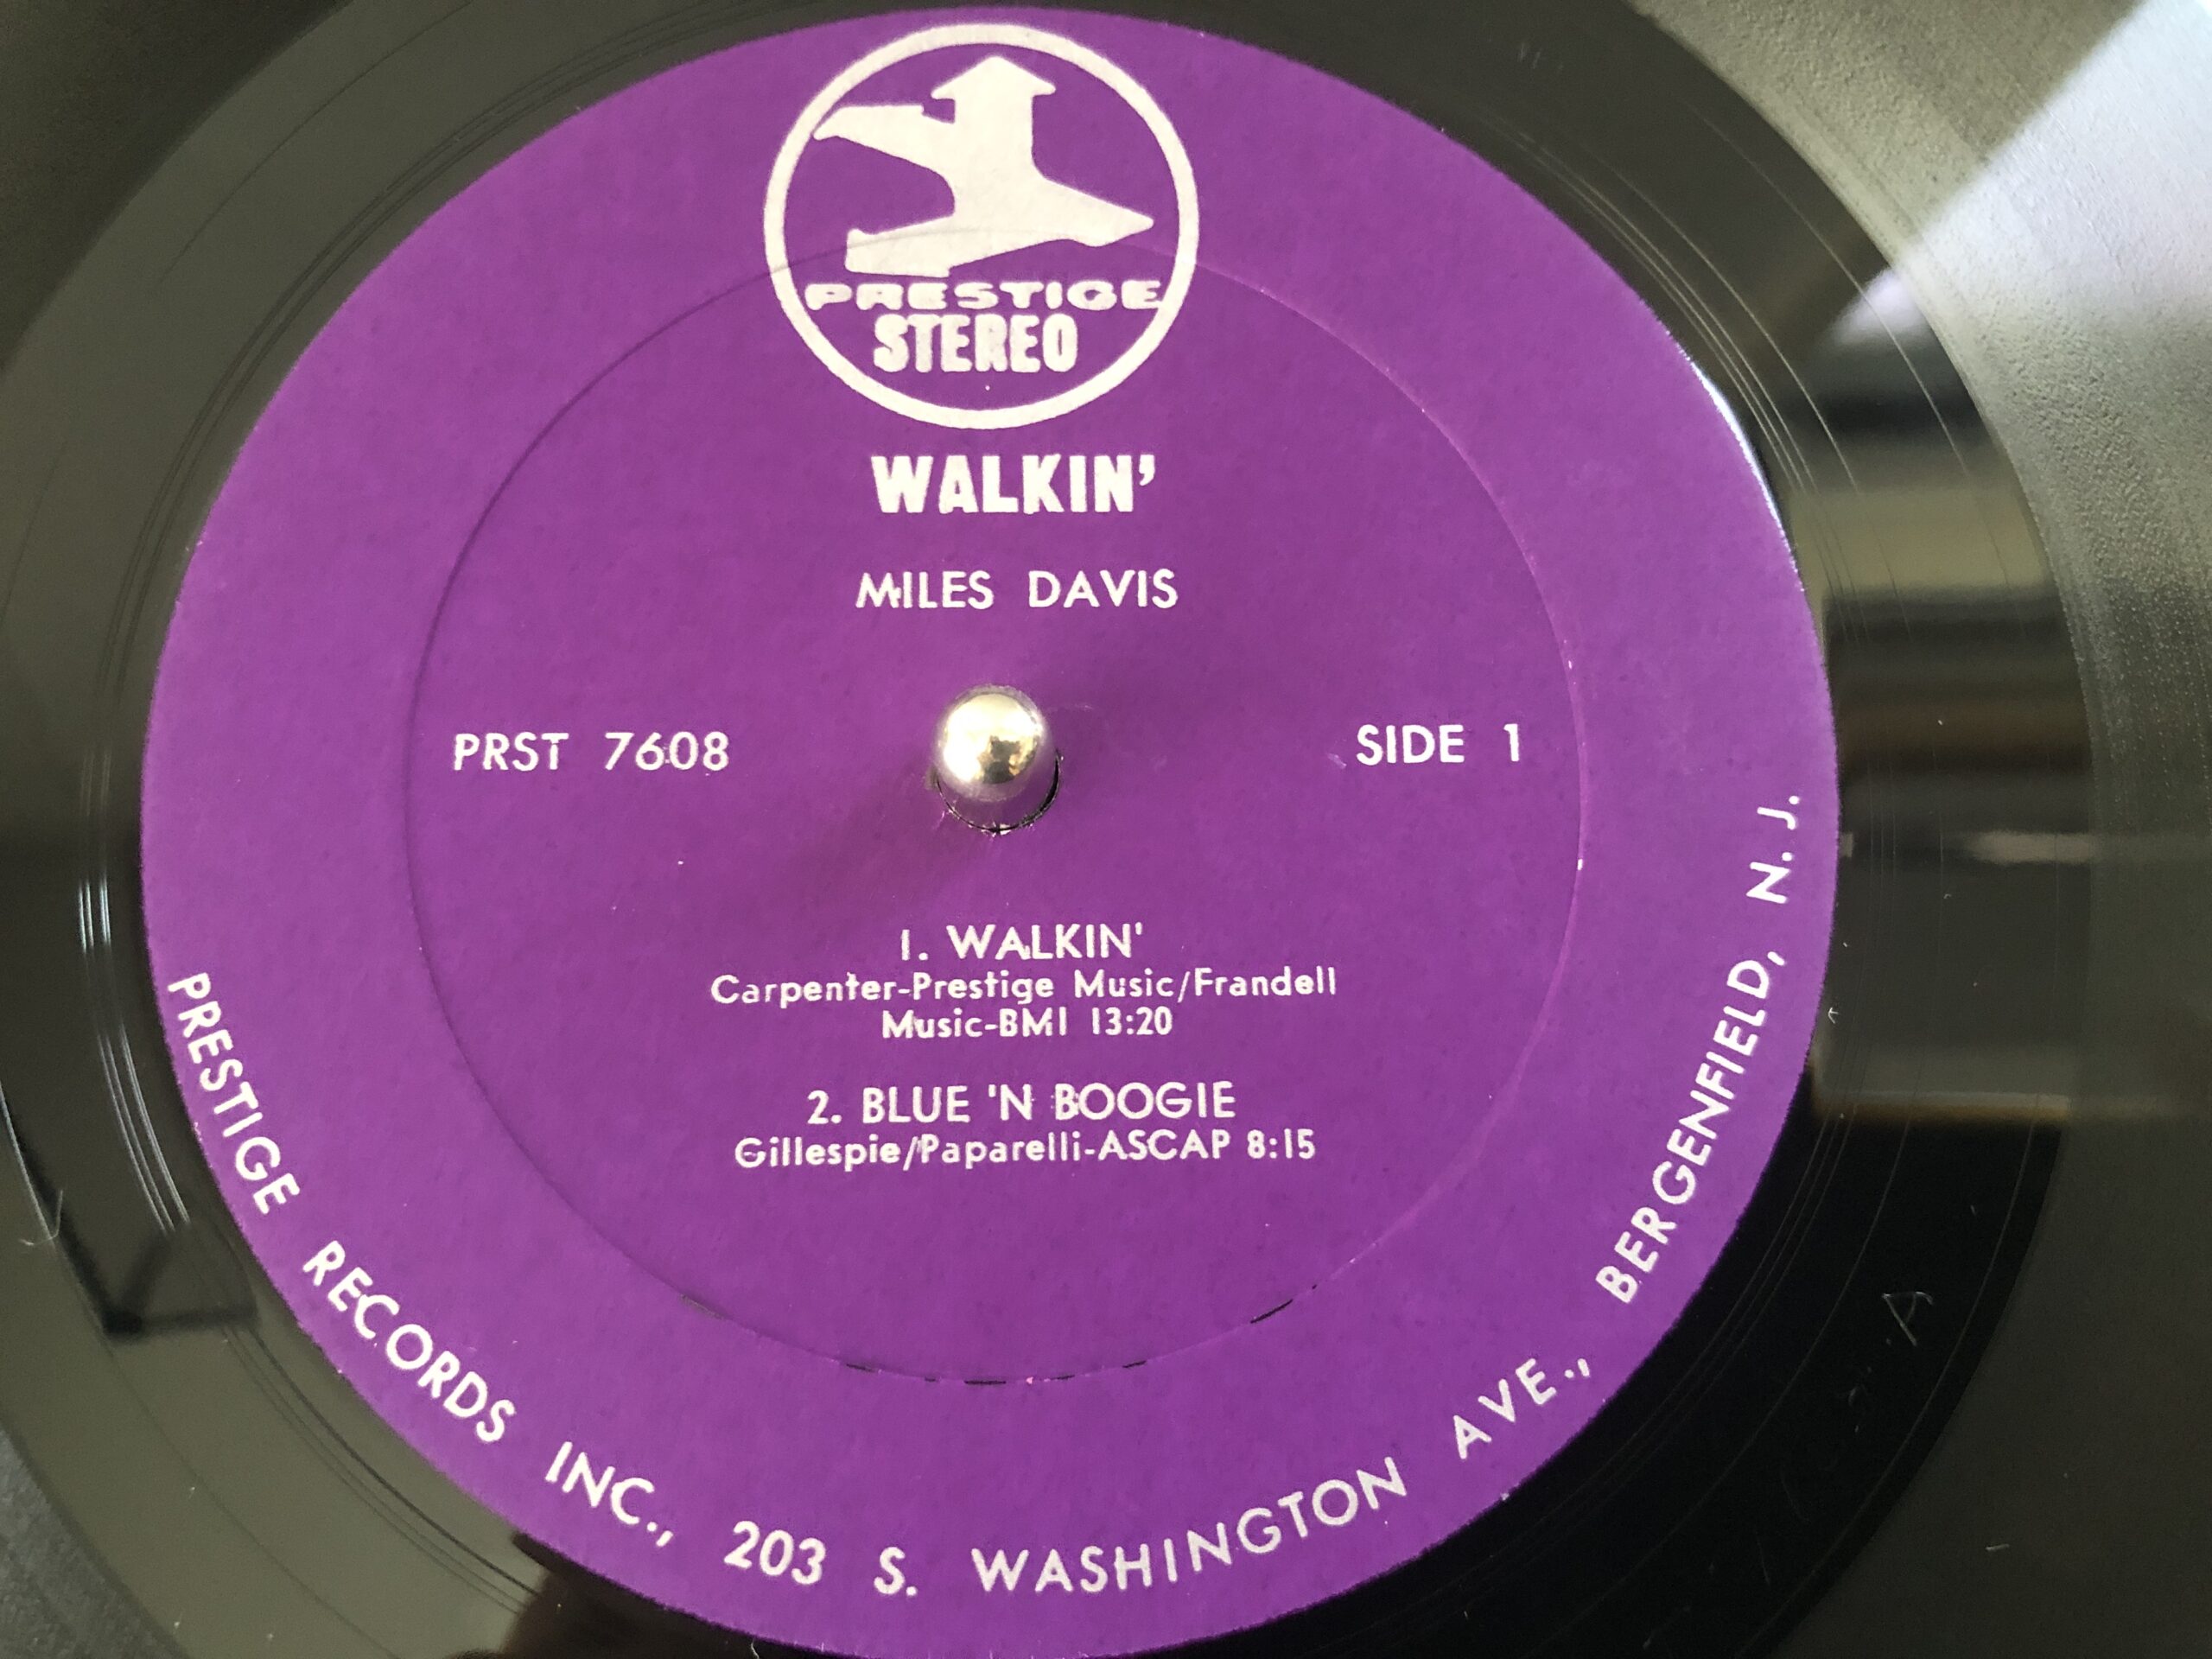 PRESTIGE
STEREO
WALKIN'
MILES DAVIS
PRST 7608
SIDE 1
1. WALKIN'
Carpenter-Prestige Music/Frandell
Music-BMI 13:20
2. BLUE 'N BOOGIE
Gillespie/Paparelli-ASCAP 8:15
PRESTIGE RECORDS INC., 203 S. WASHINGTON AVE., BERGENFIELD, N. J.